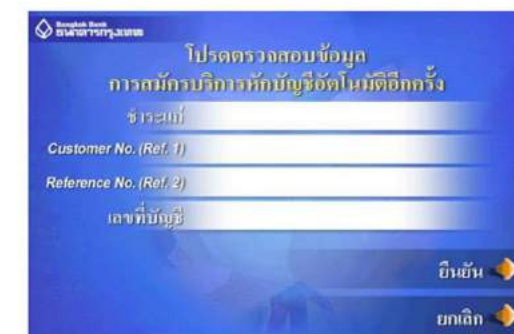 Bangkok Bank
ธนาคารกรุงเทพ
โปรดตรวจสอบข้อมูล
การสมัครบริการหักบัญชีอัตโนมัติอีกครั้ง
ชำระแก่
Customer No. (Ref. 1)
Reference No. (Ref. 2)
เลขที่บัญชี
ยืนยัน
ยกเลิก